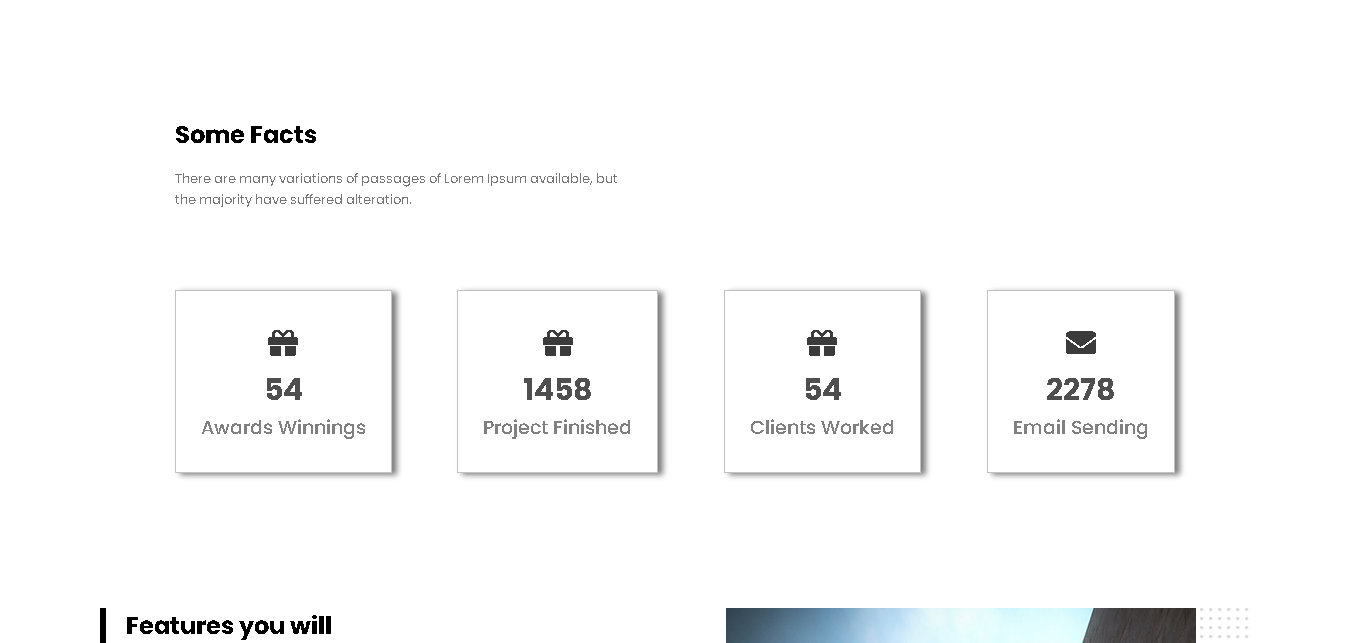 Some Facts
There are many variations of passages of Lorem Ipsum available, but
the majority have suffered alteration.
54
Awards Winnings
1458
Project Finished
54
Clients Worked
2278
Email Sending
Features you will